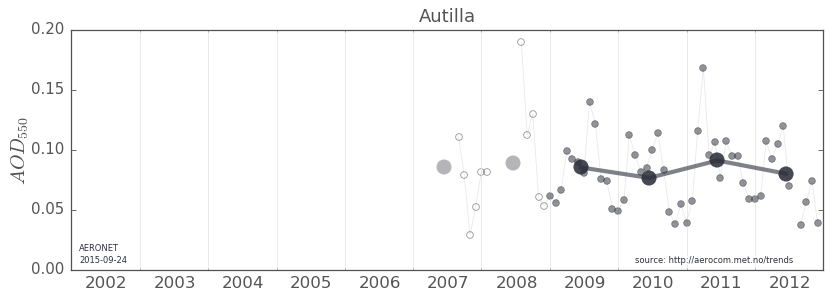 Autilla
0.20
0.15
0.10
0.05
0.00
AOD550
AERONET
2015-09-24
source: http://aerocom.met.no/trends
2002 2003 2004 2005 2006 2007 2008 2009 2010 2011 2012